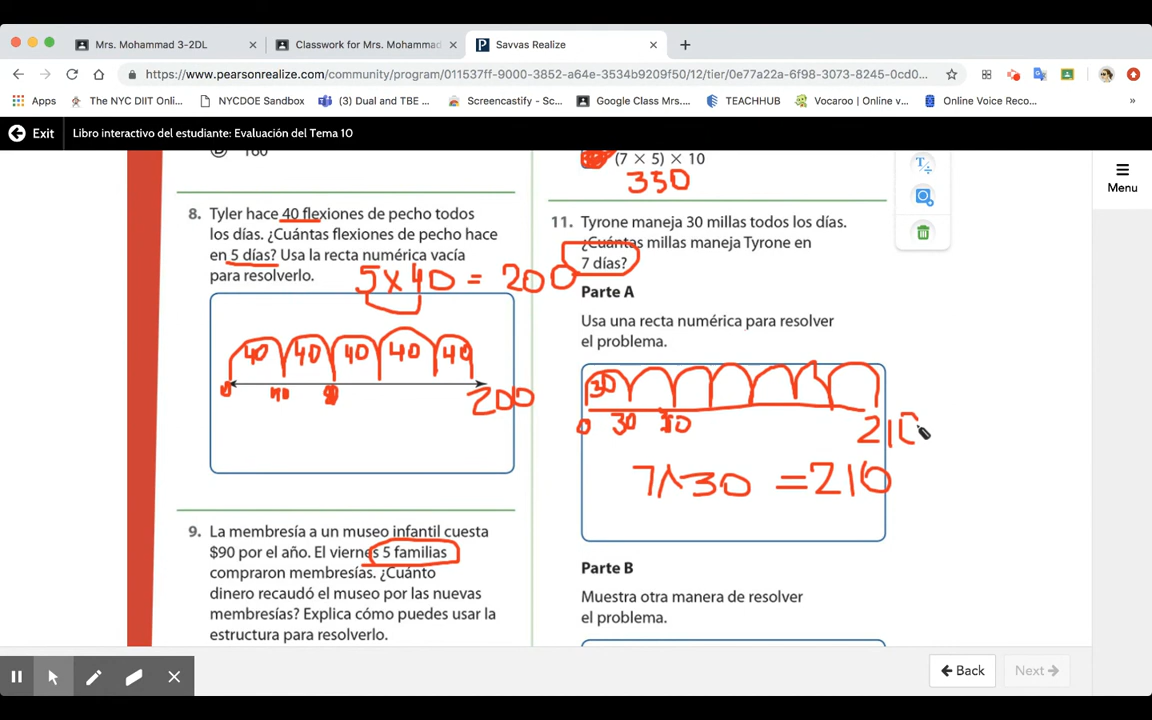 Mrs. Mohammad 3-2DL
Classwork for Mrs. Mohammad
Savvas Realize
https://www.pearsonrealize.com/community/program/011537ff-9000-3852-a64e-3534b9209f50/12/tier/0e77a22a-6f98-3073-8245-0cd0...
Apps
The NYC DIIT Onli...
NYCDOE Sandbox
(3) Dual and TBE ...
Screencastify - Sc...
Google Class Mrs....
TEACHHUB
Vocaroo | Online v...
Online Voice Reco...
»
Exit
Libro interactivo del estudiante: Evaluación del Tema 10
Menu
160
8. Tyler hace 40 flexiones de pecho todos
los días. ¿Cuántas flexiones de pecho hace
en 5 días? Usa la recta numérica vacía
para resolverlo.
5 x 40 = 200
40 40 40 40 40
0 40 80 200
9. La membresía a un museo infantil cuesta
$90 por el año. El viernes 5 familias
compraron membresías. ¿Cuánto
dinero recaudó el museo por las nuevas
membresías? Explica cómo puedes usar la
estructura para resolverlo.
(7 × 5) × 10
350
11. Tyrone maneja 30 millas todos los días.
¿Cuántas millas maneja Tyrone en
7 días?
Parte A
Usa una recta numérica para resolver
el problema.
30
0 30 210
7 x 30 = 210
Parte B
Muestra otra manera de resolver
el problema.
Back
Next